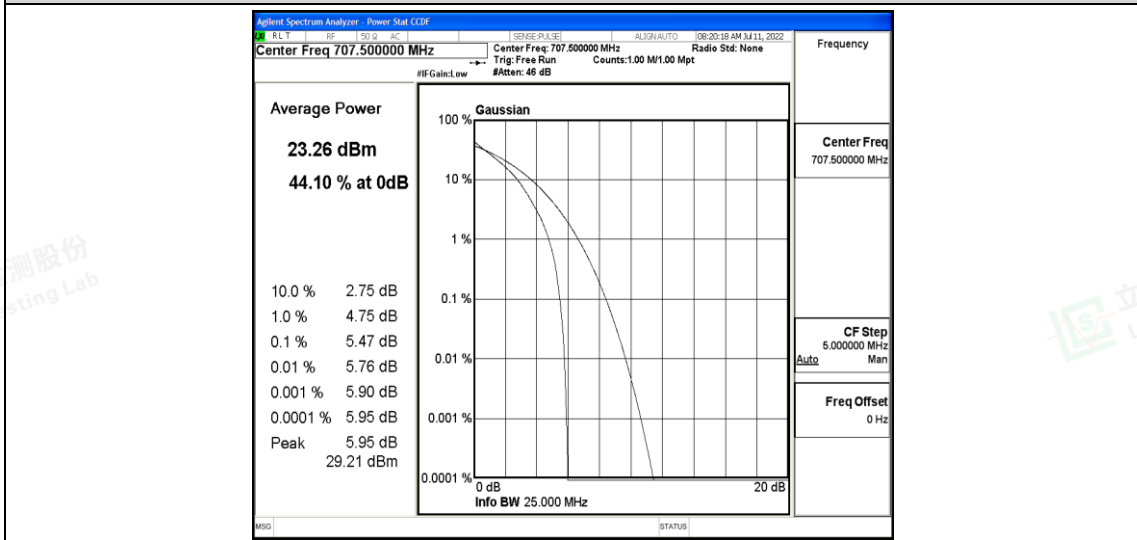 Agilent Spectrum Analyzer - Power Stat CCDF
LXI RLT RF 50 Ω AC SENSE:PULSE ALIGNAUTO 08:20:18 AM Jul 11, 2022
Center Freq 707.500000 MHz
Center Freq: 707.500000 MHz Radio Std: None
Trig: Free Run Counts:1.00 M/1.00 Mpt
#IFGain:Low #Atten: 46 dB
Frequency
Average Power
23.26 dBm
44.10 % at 0dB
10.0 % 2.75 dB
1.0 % 4.75 dB
0.1 % 5.47 dB
0.01 % 5.76 dB
0.001 % 5.90 dB
0.0001 % 5.95 dB
Peak 5.95 dB
29.21 dBm
Gaussian
100 %
10 %
1 %
0.1 %
0.01 %
0.001 %
0.0001 %
0 dB 20 dB
Info BW 25.000 MHz
Center Freq
707.500000 MHz
CF Step
5.000000 MHz
Auto Man
Freq Offset
0 Hz
MSG STATUS
测股份
sting Lab
立